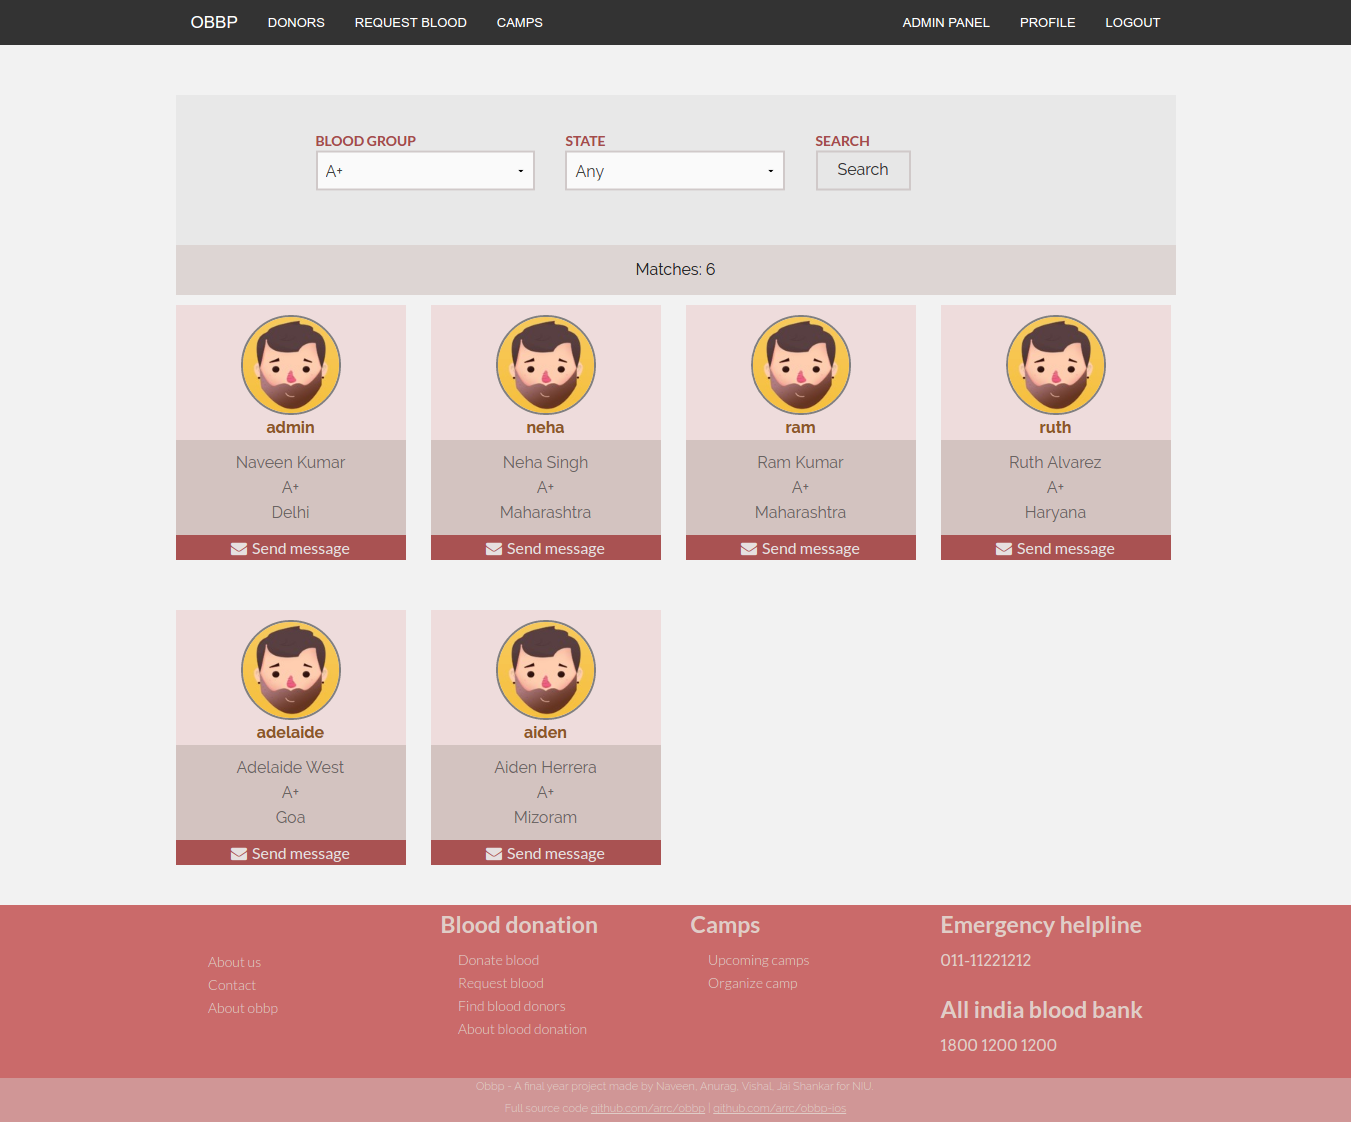 OBBP DONORS REQUEST BLOOD CAMPS ADMIN PANEL PROFILE LOGOUT
BLOOD GROUP STATE SEARCH
A+ Any Search
Matches: 6
admin neha ram ruth
Naveen Kumar Neha Singh Ram Kumar Ruth Alvarez
A+ A+ A+ A+
Delhi Maharashtra Maharashtra Haryana
Send message Send message Send message Send message
adelaide aiden
Adelaide West Aiden Herrera
A+ A+
Goa Mizoram
Send message Send message
About us
Contact
About obbp
Blood donation
Donate blood
Request blood
Find blood donors
About blood donation
Camps
Upcoming camps
Organize camp
Emergency helpline
011-11221212
All india blood bank
1800 1200 1200
Obbp - A final year project made by Naveen, Anurag, Vishal, Jai Shankar for NIU.
Full source code github.com/arrc/obbp | github.com/arrc/obbp-ios